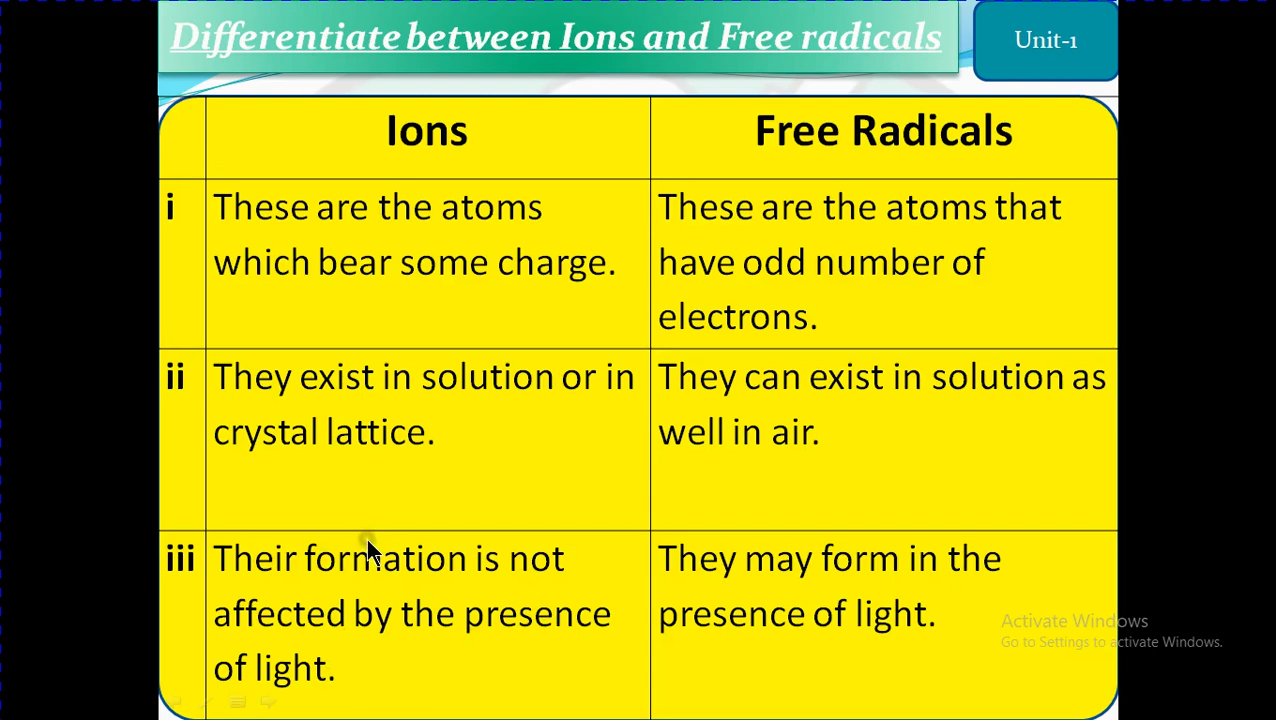 Differentiate between Ions and Free radicals
Unit-1
Ions
Free Radicals
i
These are the atoms
which bear some charge.
These are the atoms that
have odd number of
electrons.
ii
They exist in solution or in
crystal lattice.
They can exist in solution as
well in air.
iii
Their formation is not
affected by the presence
of light.
They may form in the
presence of light.
Activate Windows
Go to Settings to activate Windows.